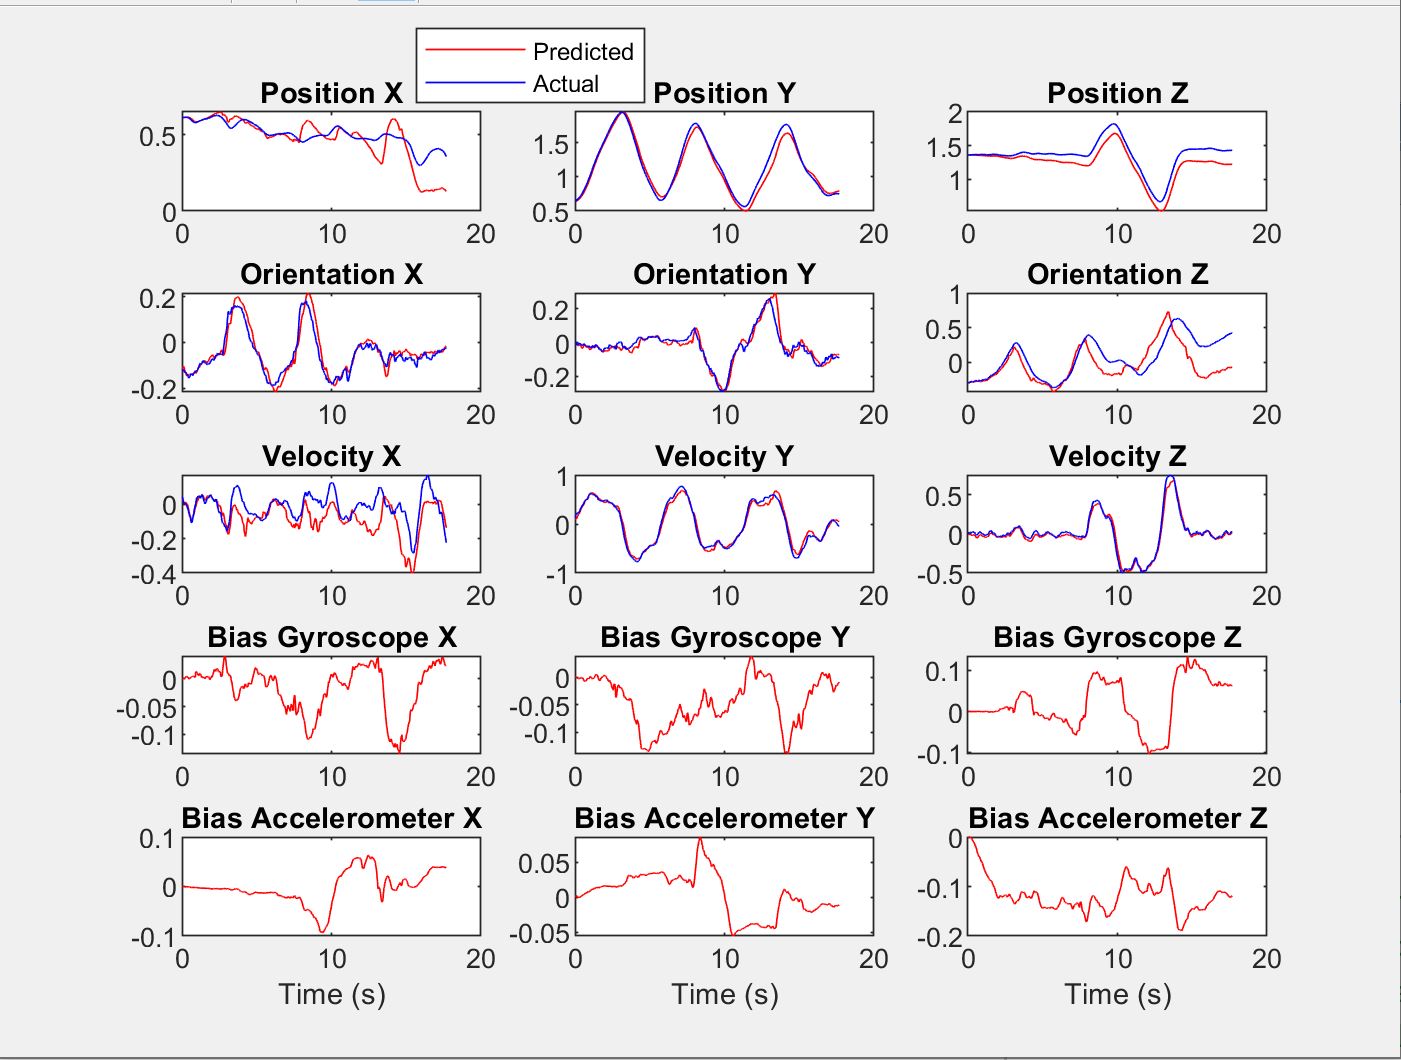 Predicted
Actual
Position X
Position Y
Position Z
0.5
0
0 10 20
1.5
1
0.5
0 10 20
2
1.5
1
0 10 20
Orientation X
Orientation Y
Orientation Z
0.2
0
-0.2
0 10 20
0.2
0
-0.2
0 10 20
1
0.5
0
0 10 20
Velocity X
Velocity Y
Velocity Z
0
-0.2
-0.4
0 10 20
1
0
-1
0 10 20
0.5
0
-0.5
0 10 20
Bias Gyroscope X
Bias Gyroscope Y
Bias Gyroscope Z
0
-0.05
-0.1
0 10 20
0
-0.05
-0.1
0 10 20
0.1
0
-0.1
0 10 20
Bias Accelerometer X
Bias Accelerometer Y
Bias Accelerometer Z
0.1
0
-0.1
0 10 20
Time (s)
0.05
0
-0.05
0 10 20
Time (s)
0
-0.1
-0.2
0 10 20
Time (s)